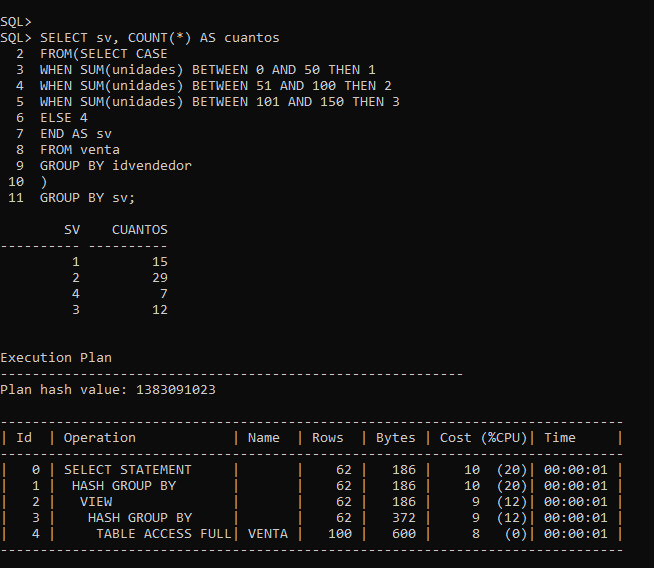 SQL>
SQL> SELECT sv, COUNT(*) AS cuantos
  2  FROM(SELECT CASE
  3  WHEN SUM(unidades) BETWEEN 0 AND 50 THEN 1
  4  WHEN SUM(unidades) BETWEEN 51 AND 100 THEN 2
  5  WHEN SUM(unidades) BETWEEN 101 AND 150 THEN 3
  6  ELSE 4
  7  END AS sv
  8  FROM venta
  9  GROUP BY idvendedor
 10  )
 11  GROUP BY sv;

        SV    CUANTOS
---------- ----------
         1         15
         2         29
         4          7
         3         12

Execution Plan
----------------------------------------------------------
Plan hash value: 1383091023

------------------------------------------------------------------------------
| Id  | Operation            | Name  | Rows  | Bytes | Cost (%CPU)| Time     |
------------------------------------------------------------------------------
|   0 | SELECT STATEMENT     |       |    62 |   186 |    10  (20)| 00:00:01 |
|   1 |  HASH GROUP BY       |       |    62 |   186 |    10  (20)| 00:00:01 |
|   2 |   VIEW               |       |    62 |   186 |     9  (12)| 00:00:01 |
|   3 |    HASH GROUP BY     |       |    62 |   372 |     9  (12)| 00:00:01 |
|   4 |     TABLE ACCESS FULL| VENTA |   100 |   600 |     8   (0)| 00:00:01 |
------------------------------------------------------------------------------